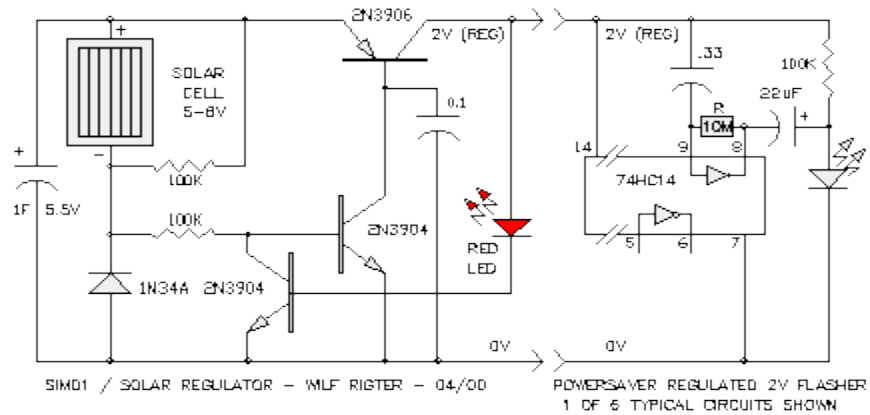 2N3906
2V (REG)
2V (REG)
+
SOLAR
CELL
5-6V
-
.33
100K
22uF
+
R
10M
0.1
14
9
8
+
100K
74HC14
1F 5.5V
100K
2N3904
RED
LED
5
6
7
1N34A
2N3904
0V
0V
SIMD1 / SOLAR REGULATOR - WILF RIGTER - 04/00
POWERSAVER REGULATED 2V FLASHER
1 OF 6 TYPICAL CIRCUITS SHOWN